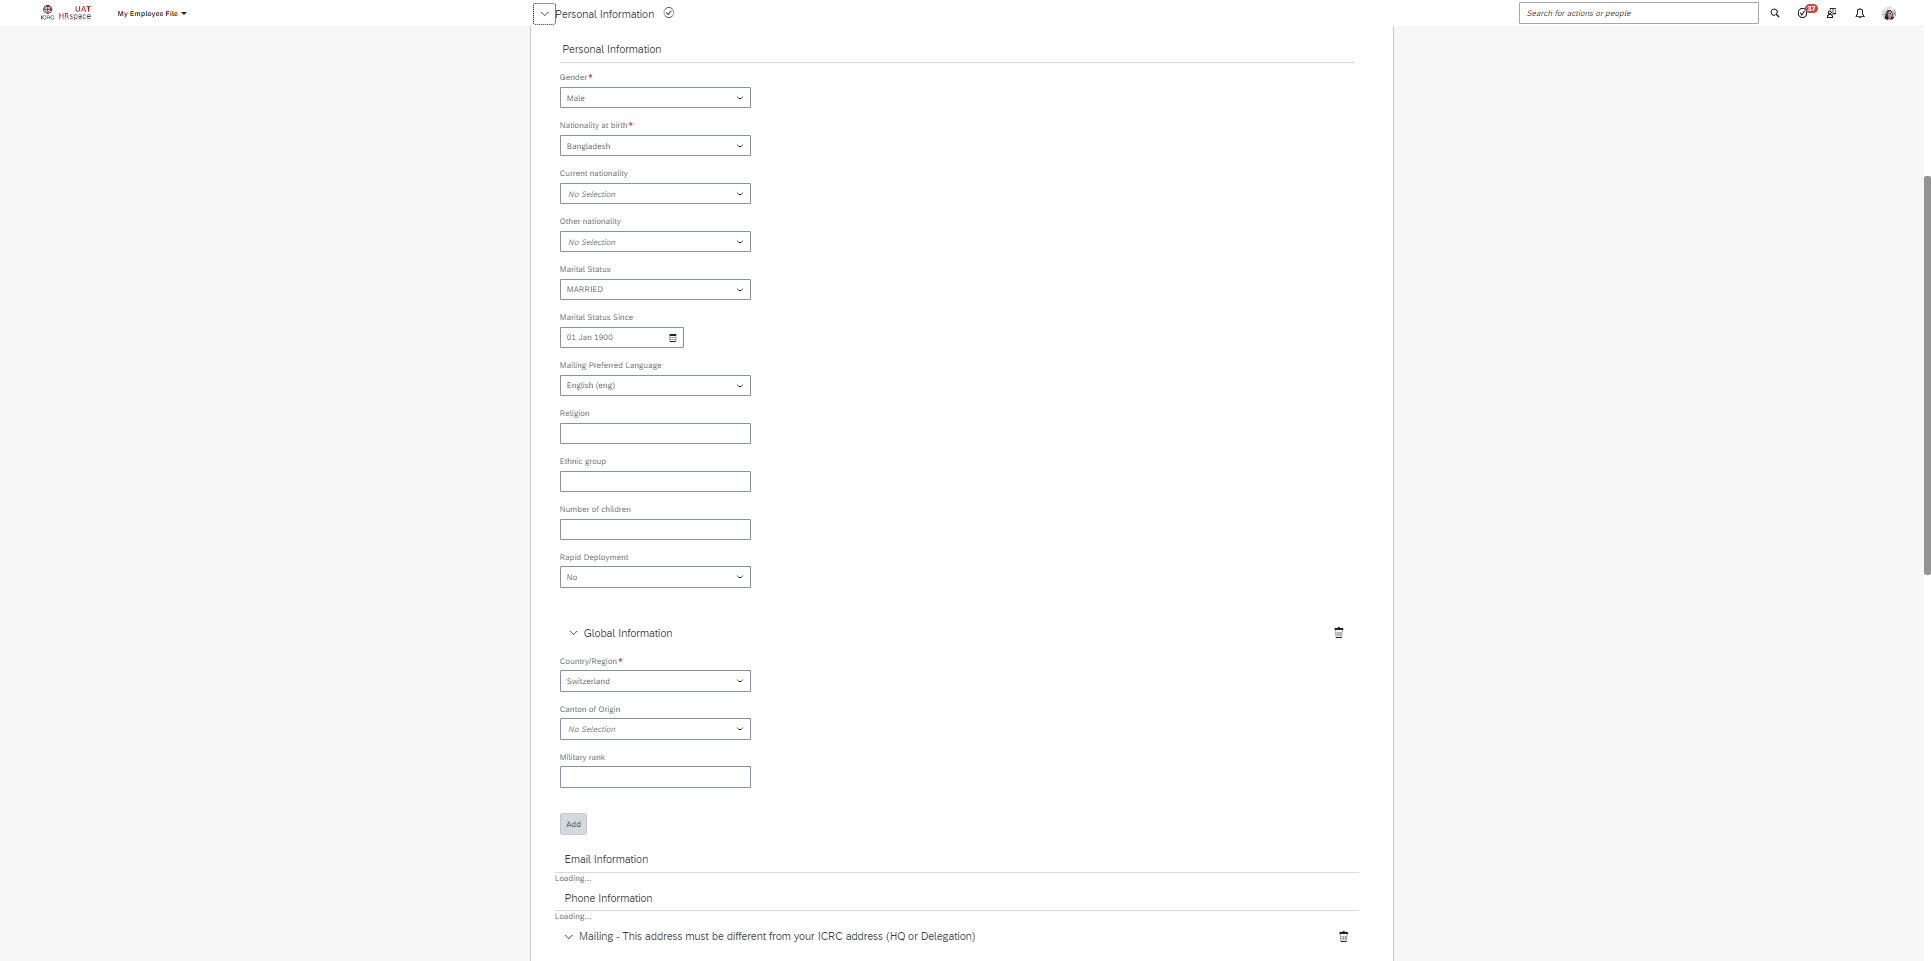 ICRC
UAT
HRspace
My Employee File
Personal Information
Search for actions or people
37
Personal Information
Gender*
Male
Nationality at birth*
Bangladesh
Current nationality
No Selection
Other nationality
No Selection
Marital Status
MARRIED
Marital Status Since
01 Jan 1900
Mailing Preferred Language
English (eng)
Religion
Ethnic group
Number of children
Rapid Deployment
No
Global Information
Country/Region*
Switzerland
Canton of Origin
No Selection
Military rank
Add
Email Information
Loading...
Phone Information
Loading...
Mailing - This address must be different from your ICRC address (HQ or Delegation)